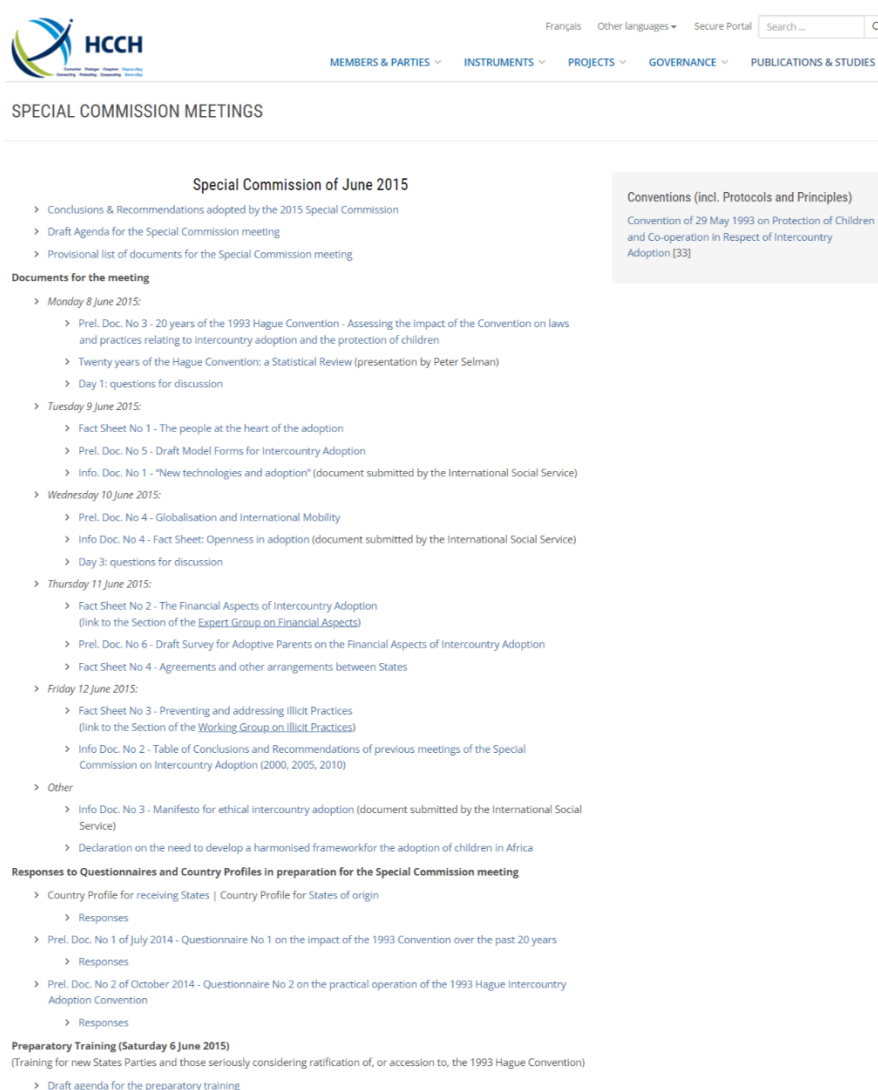 Français Other languages Secure Portal Search ...
HCCH
Connecter Protéger Coopérer Depuis 1893
Connecting Protecting Cooperating Since 1893
MEMBERS & PARTIES INSTRUMENTS PROJECTS GOVERNANCE PUBLICATIONS & STUDIES
SPECIAL COMMISSION MEETINGS
Special Commission of June 2015
> Conclusions & Recommendations adopted by the 2015 Special Commission
> Draft Agenda for the Special Commission meeting
> Provisional list of documents for the Special Commission meeting
Documents for the meeting
> Monday 8 June 2015:
> Prel. Doc. No 3 - 20 years of the 1993 Hague Convention - Assessing the impact of the Convention on laws
and practices relating to intercountry adoption and the protection of children
> Twenty years of the Hague Convention: a Statistical Review (presentation by Peter Selman)
> Day 1: questions for discussion
> Tuesday 9 June 2015:
> Fact Sheet No 1 - The people at the heart of the adoption
> Prel. Doc. No 5 - Draft Model Forms for Intercountry Adoption
> Info. Doc. No 1 - “New technologies and adoption” (document submitted by the International Social Service)
> Wednesday 10 June 2015:
> Prel. Doc. No 4 - Globalisation and International Mobility
> Info Doc. No 4 - Fact Sheet: Openness in adoption (document submitted by the International Social Service)
> Day 3: questions for discussion
> Thursday 11 June 2015:
> Fact Sheet No 2 - The Financial Aspects of Intercountry Adoption
(link to the Section of the Expert Group on Financial Aspects)
> Prel. Doc. No 6 - Draft Survey for Adoptive Parents on the Financial Aspects of Intercountry Adoption
> Fact Sheet No 4 - Agreements and other arrangements between States
> Friday 12 June 2015:
> Fact Sheet No 3 - Preventing and addressing Illicit Practices
(link to the Section of the Working Group on Illicit Practices)
> Info Doc. No 2 - Table of Conclusions and Recommendations of previous meetings of the Special
Commission on Intercountry Adoption (2000, 2005, 2010)
> Other
> Info Doc. No 3 - Manifesto for ethical intercountry adoption (document submitted by the International Social
Service)
> Declaration on the need to develop a harmonised frameworkfor the adoption of children in Africa
Responses to Questionnaires and Country Profiles in preparation for the Special Commission meeting
> Country Profile for receiving States | Country Profile for States of origin
> Responses
> Prel. Doc. No 1 of July 2014 - Questionnaire No 1 on the impact of the 1993 Convention over the past 20 years
> Responses
> Prel. Doc. No 2 of October 2014 - Questionnaire No 2 on the practical operation of the 1993 Hague Intercountry
Adoption Convention
> Responses
Preparatory Training (Saturday 6 June 2015)
(Training for new States Parties and those seriously considering ratification of, or accession to, the 1993 Hague Convention)
> Draft agenda for the preparatory training
Conventions (incl. Protocols and Principles)
Convention of 29 May 1993 on Protection of Children
and Co-operation in Respect of Intercountry
Adoption [33]